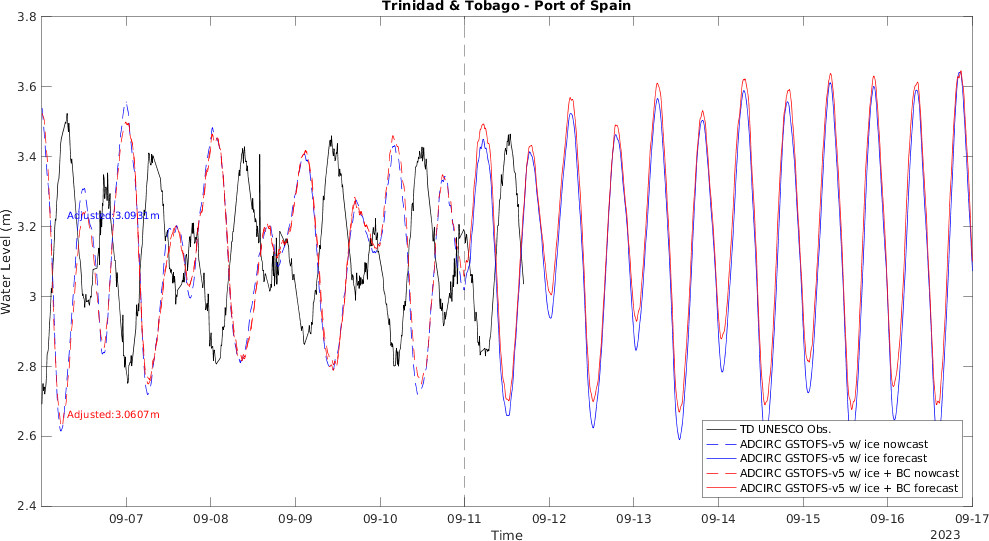 Trinidad & Tobago - Port of Spain
Water Level (m)
3.8
3.6
3.4
3.2
3
2.8
2.6
2.4
Adjusted:3.0931m
Adjusted:3.0607m
TD UNESCO Obs.
ADCIRC GSTOFS-v5 w/ ice nowcast
ADCIRC GSTOFS-v5 w/ ice forecast
ADCIRC GSTOFS-v5 w/ ice + BC nowcast
ADCIRC GSTOFS-v5 w/ ice + BC forecast
09-07 09-08 09-09 09-10 09-11 09-12 09-13 09-14 09-15 09-16 09-17
Time
2023